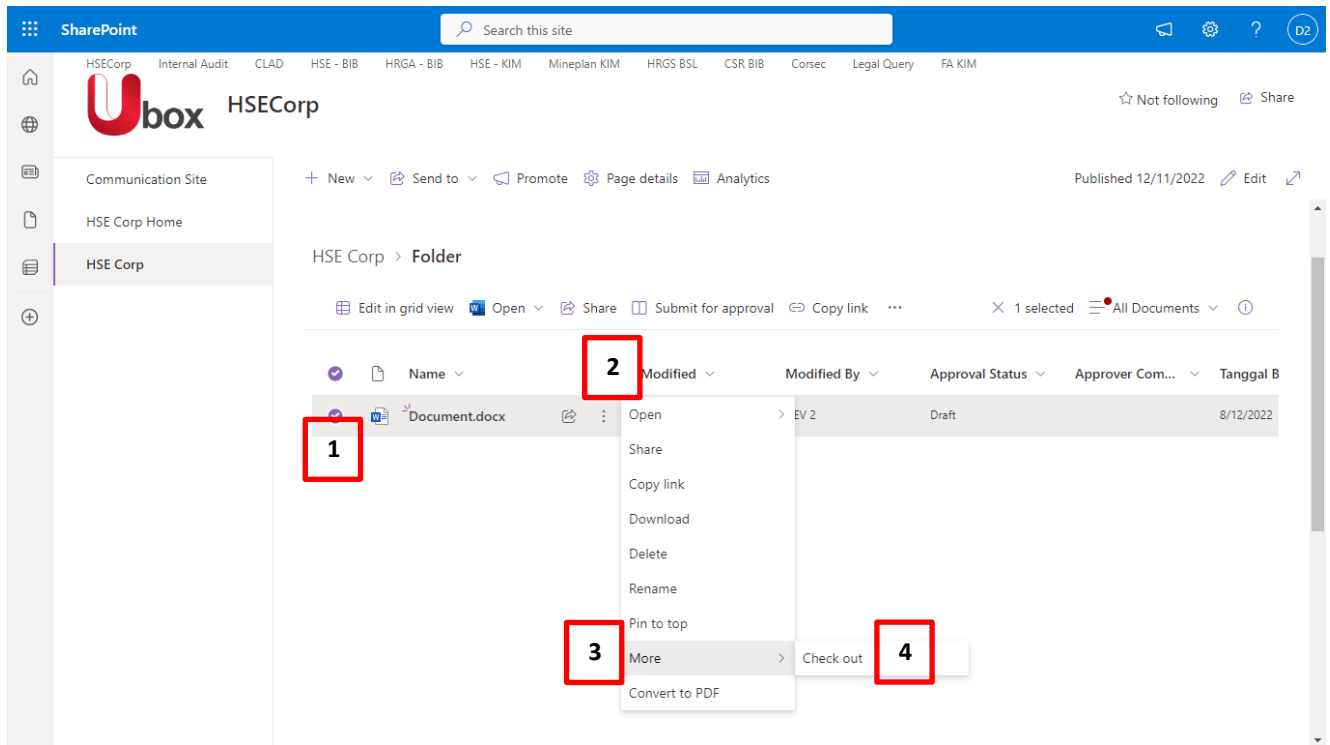 SharePoint Search this site ? D2
HSECorp Internal Audit CLAD HSE - BIB HRGA - BIB HSE - KIM Mineplan KIM HRGS BSL CSR BIB Corsec Legal Query FA KIM
Ubox HSECorp Not following Share
Communication Site
HSE Corp Home
HSE Corp
New Send to Promote Page details Analytics Published 12/11/2022 Edit
HSE Corp > Folder
Edit in grid view Open Share Submit for approval Copy link ... 1 selected All Documents
Name 2 Modified Modified By Approval Status Approver Com... Tanggal B
Document.docx EV 2 Draft 8/12/2022
1
Open
Share
Copy link
Download
Delete
Rename
Pin to top
3 More Check out 4
Convert to PDF